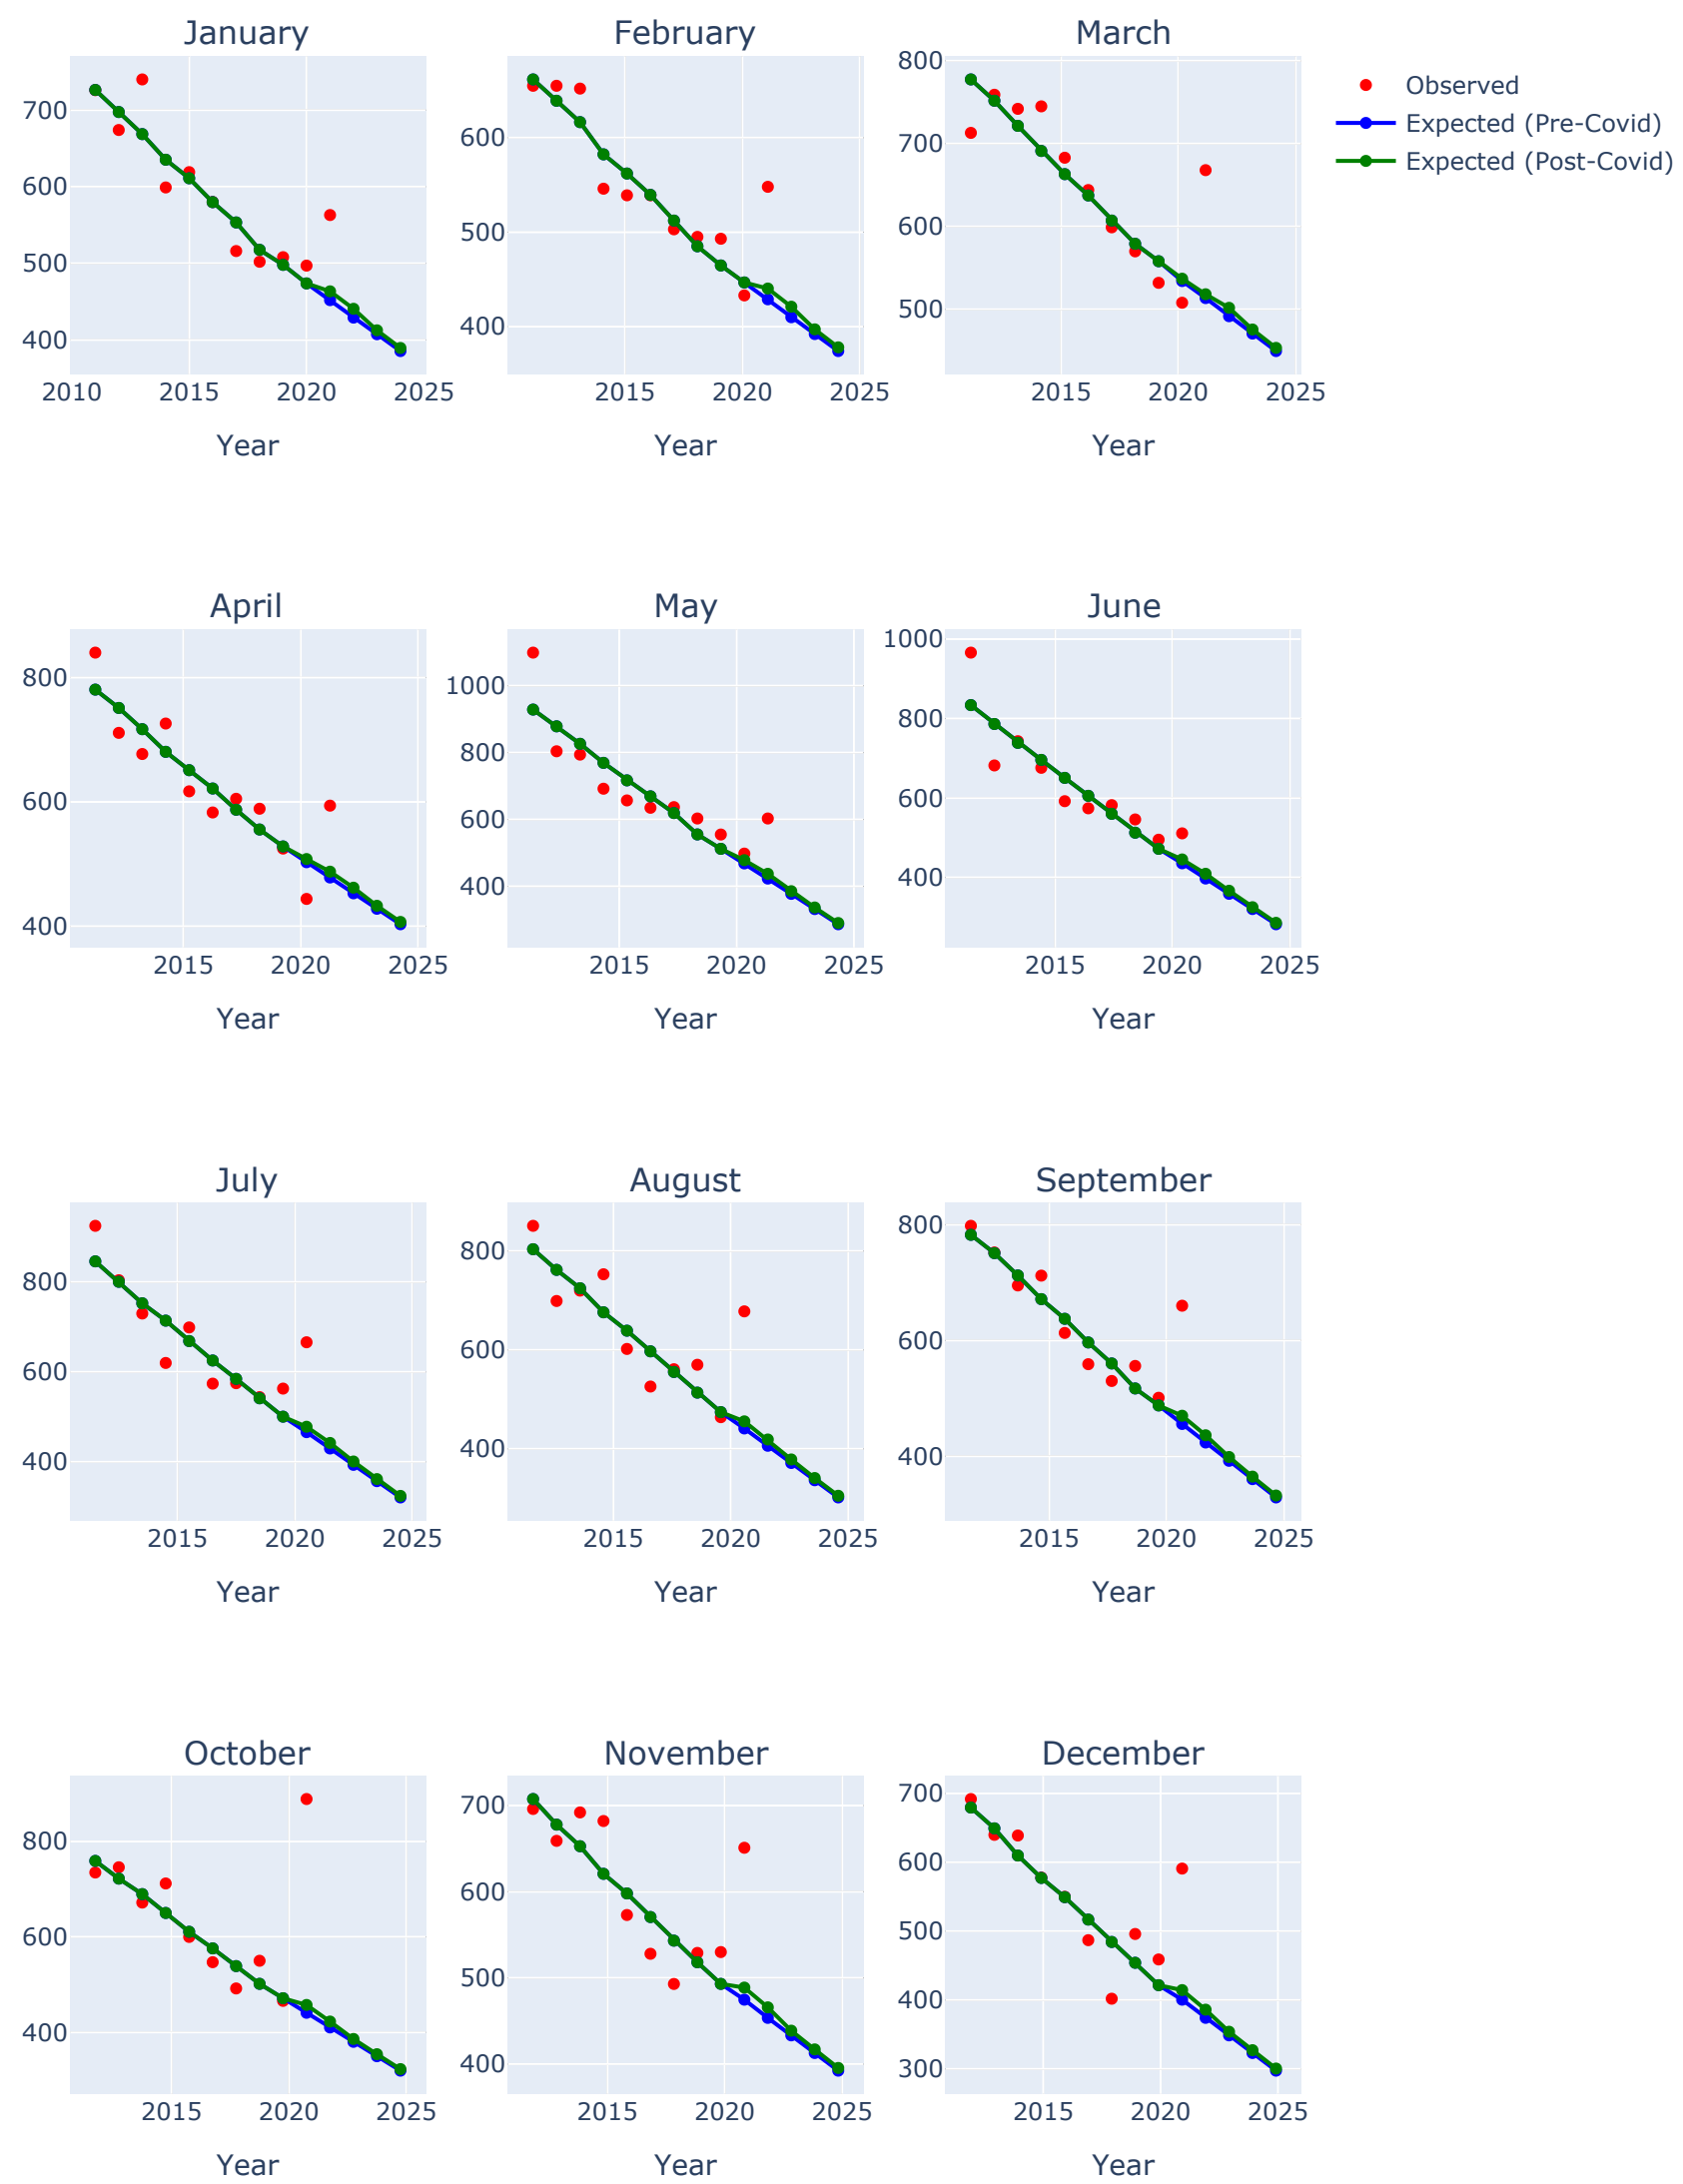 January
February
March
700
600
500
400
2010
2015
2020
2025
Year
600
500
400
2015
2020
2025
Year
800
700
600
500
2015
2020
2025
Year
Observed
Expected (Pre-Covid)
Expected (Post-Covid)
April
May
June
800
600
400
2015
2020
2025
Year
1000
800
600
400
2015
2020
2025
Year
1000
800
600
400
2015
2020
2025
Year
July
August
September
800
600
400
2015
2020
2025
Year
800
600
400
2015
2020
2025
Year
800
600
400
2015
2020
2025
Year
October
November
December
800
600
400
2015
2020
2025
Year
700
600
500
400
2015
2020
2025
Year
700
600
500
400
300
2015
2020
2025
Year